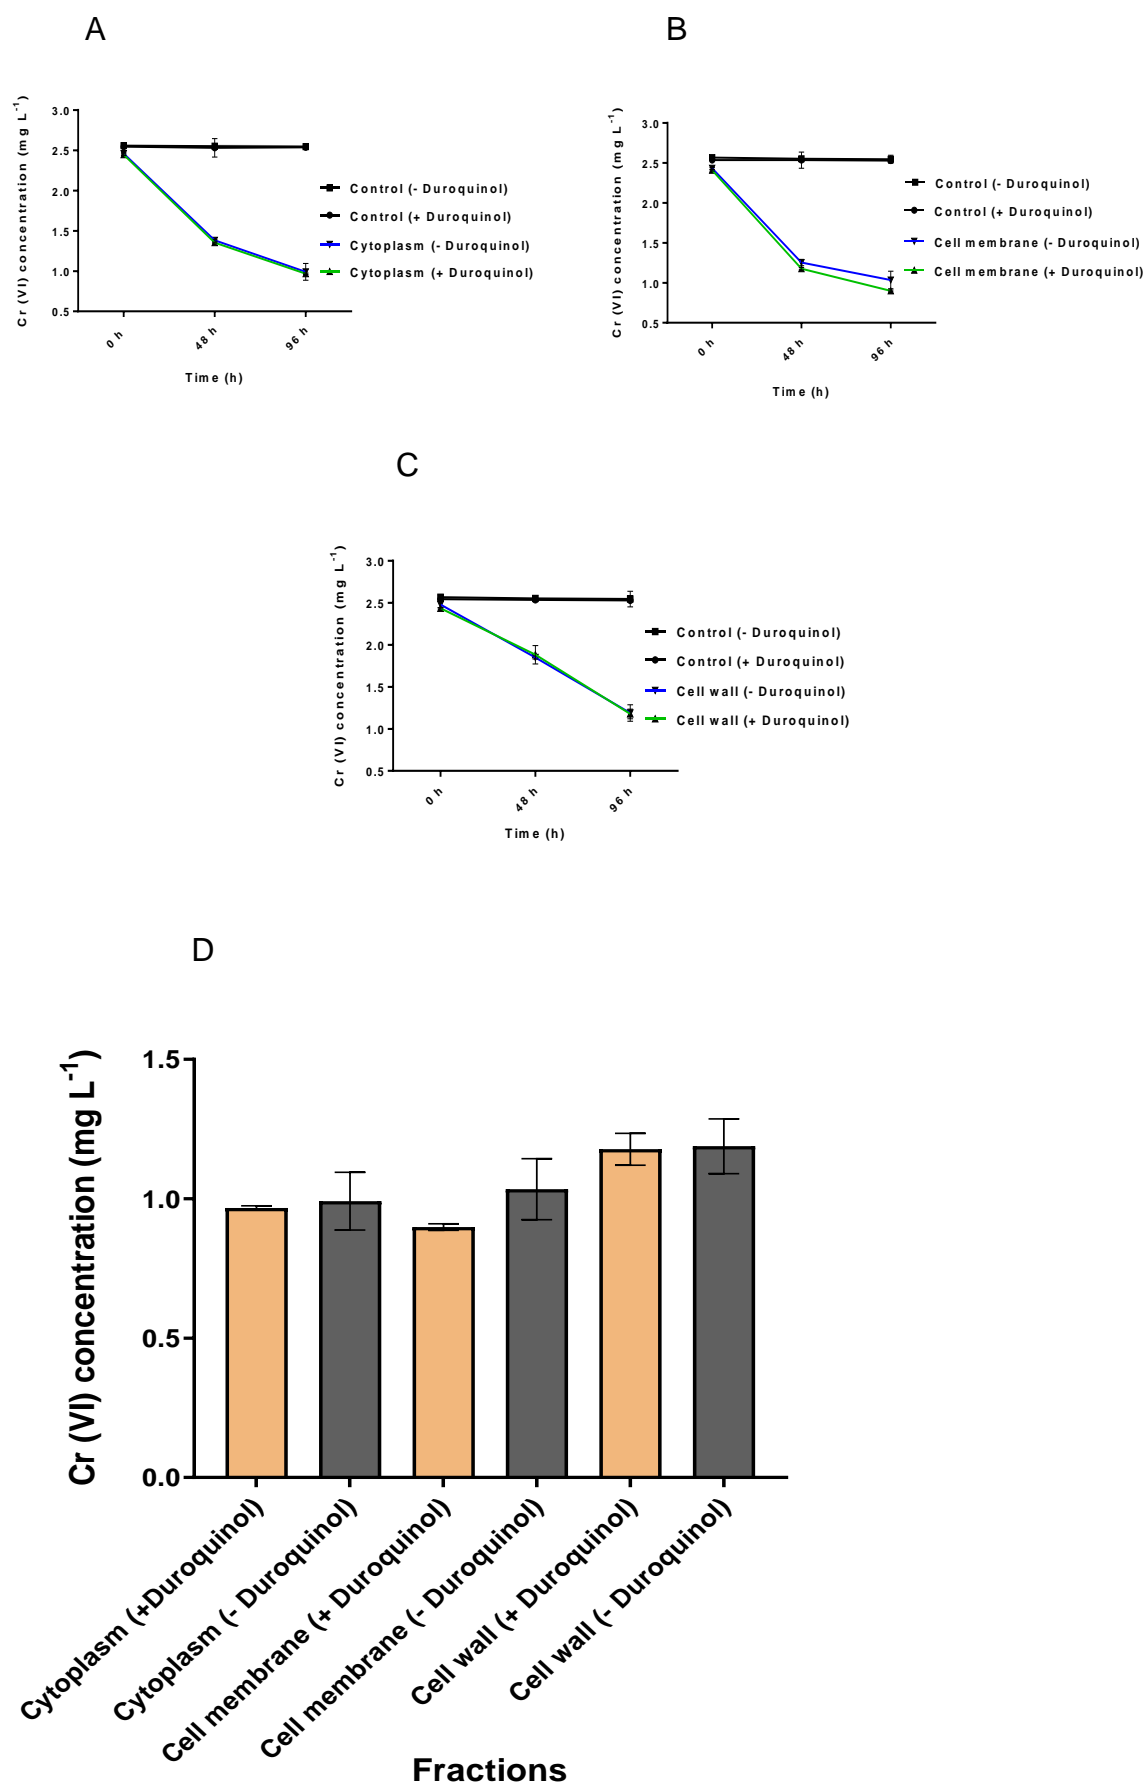 A
Cr (VI) concentration (mg L-1)
3.0
2.5
2.0
1.5
1.0
0.5
0 h
48 h
96 h
Time (h)
Control (- Duroquinol)
Control (+ Duroquinol)
Cytoplasm (- Duroquinol)
Cytoplasm (+ Duroquinol)
B
Cr (VI) concentration (mg L-1)
3.0
2.5
2.0
1.5
1.0
0.5
0 h
48 h
96 h
Time (h)
Control (- Duroquinol)
Control (+ Duroquinol)
Cell membrane (- Duroquinol)
Cell membrane (+ Duroquinol)
C
Cr (VI) concentration (mg L-1)
3.0
2.5
2.0
1.5
1.0
0.5
0 h
48 h
96 h
Time (h)
Control (- Duroquinol)
Control (+ Duroquinol)
Cell wall (- Duroquinol)
Cell wall (+ Duroquinol)
D
Cr (VI) concentration (mg L-1)
1.5
1.0
0.5
0.0
Cytoplasm (+Duroquinol)
Cytoplasm (- Duroquinol)
Cell membrane (+ Duroquinol)
Cell membrane (- Duroquinol)
Cell wall (+ Duroquinol)
Cell wall (- Duroquinol)
Fractions